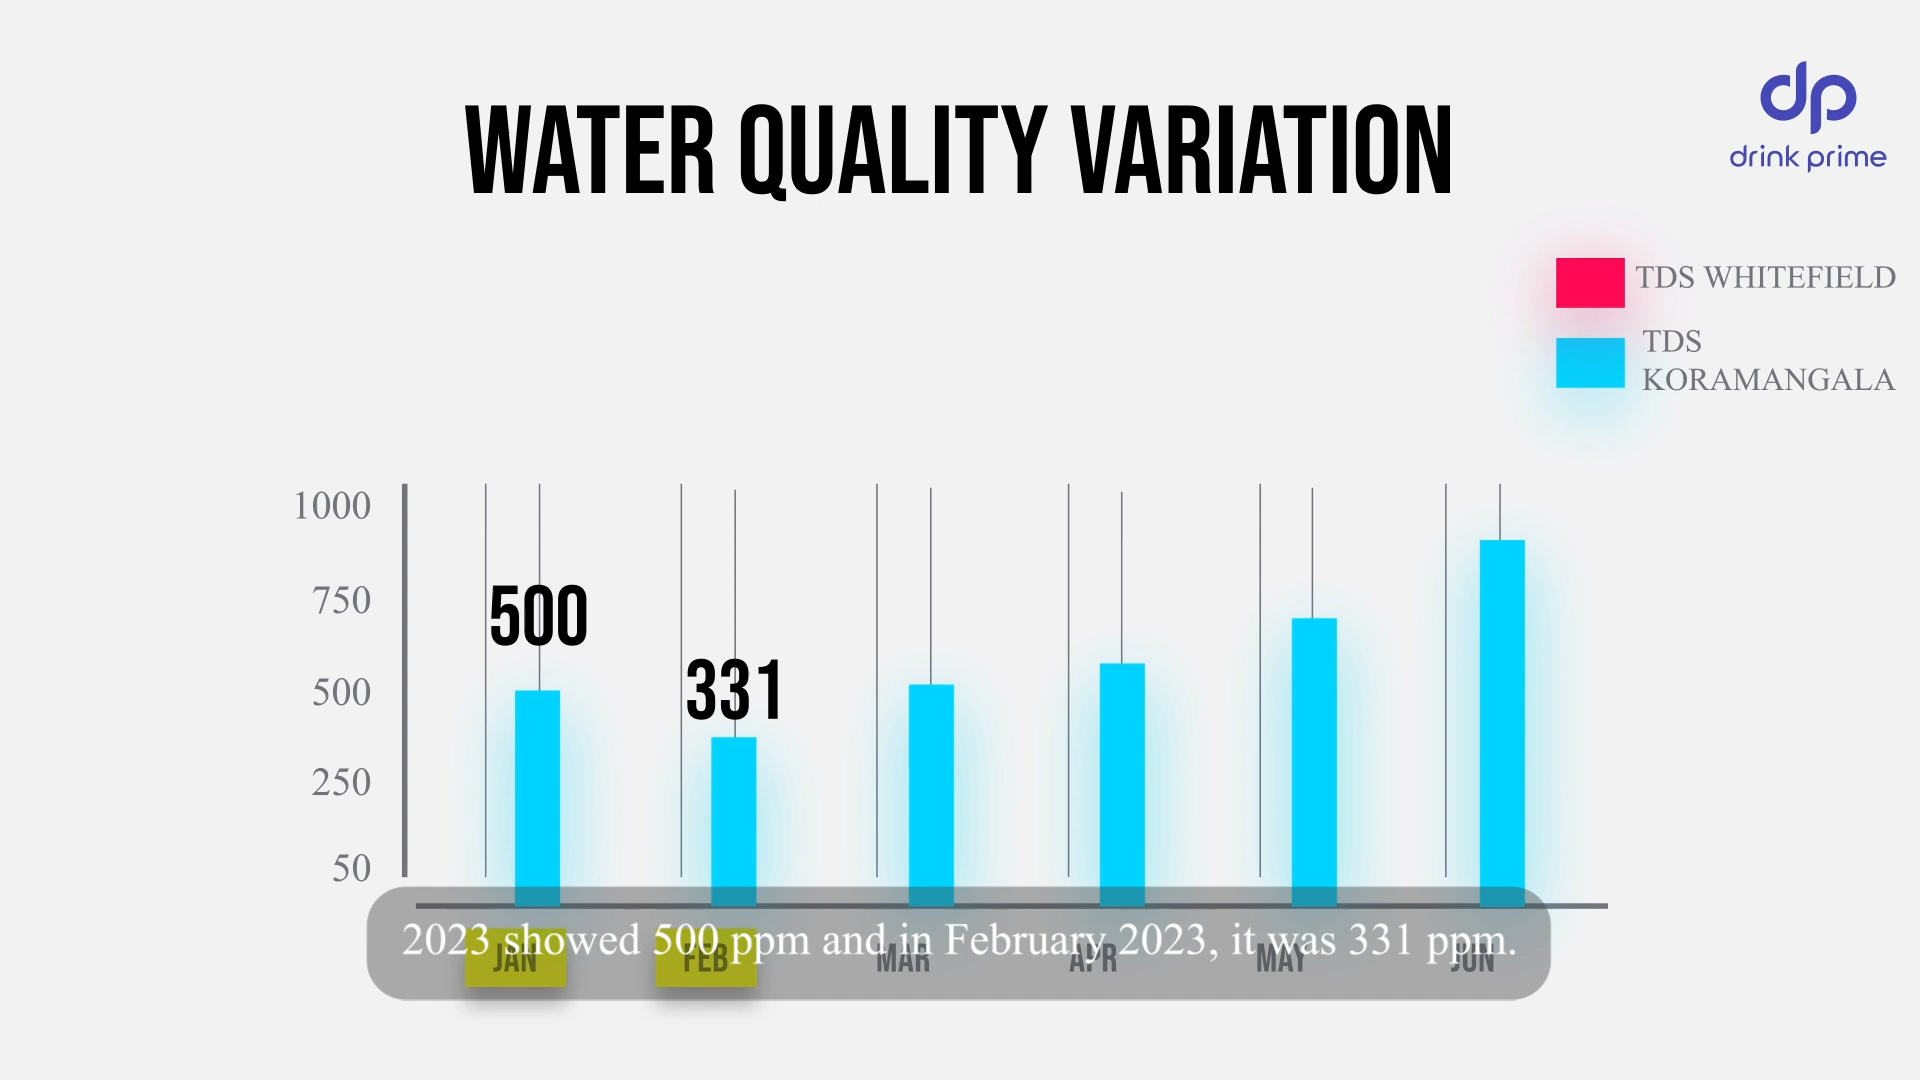 WATER QUALITY VARIATION
dp
drink prime
TDS WHITEFIELD
TDS
KORAMANGALA
1000
750
500
250
50
500
331
2023 showed 500 ppm and in February 2023, it was 331 ppm.
JAN FEB MAR APR MAY JUN